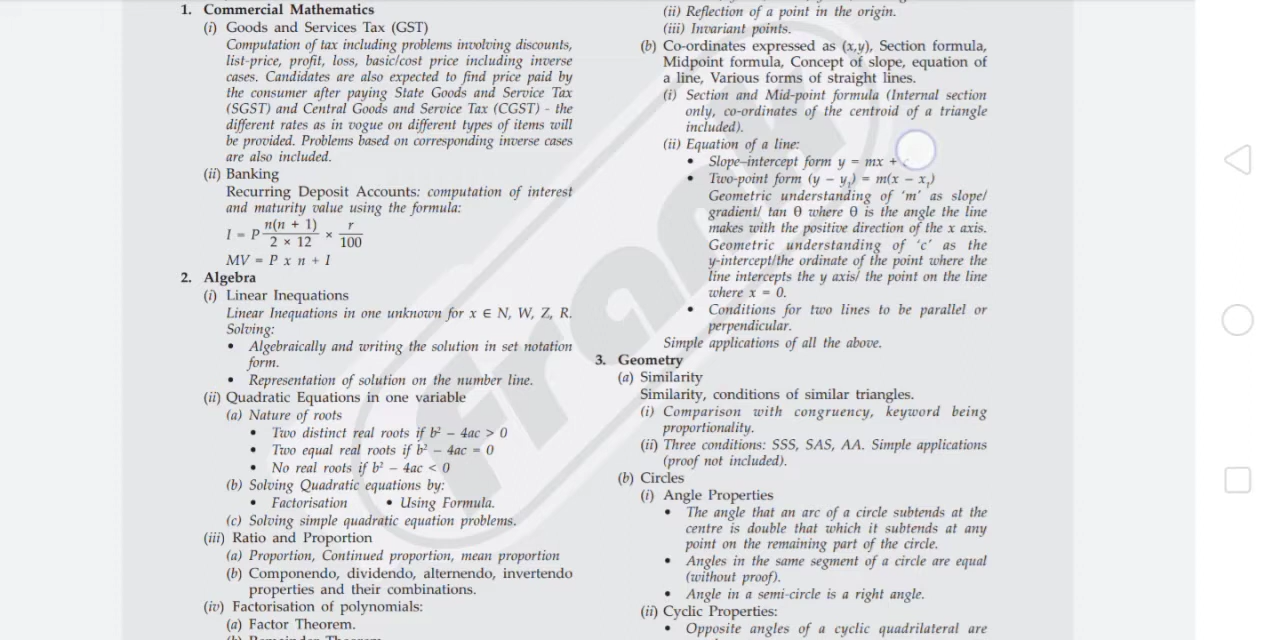 1. Commercial Mathematics
(i) Goods and Services Tax (GST)
Computation of tax including problems involving discounts,
list-price, profit, loss, basic/cost price including inverse
cases. Candidates are also expected to find price paid by
the consumer after paying State Goods and Service Tax
(SGST) and Central Goods and Service Tax (CGST) - the
different rates as in vogue on different types of items will
be provided. Problems based on corresponding inverse cases
are also included.
(ii) Banking
Recurring Deposit Accounts: computation of interest
and maturity value using the formula:
I = P n(n + 1) / 2 × 12 × r / 100
MV = P x n + I
2. Algebra
(i) Linear Inequations
Linear Inequations in one unknown for x ∈ N, W, Z, R.
Solving:
• Algebraically and writing the solution in set notation
form.
• Representation of solution on the number line.
(ii) Quadratic Equations in one variable
(a) Nature of roots
• Two distinct real roots if b² – 4ac > 0
• Two equal real roots if b² – 4ac = 0
• No real roots if b² – 4ac < 0
(b) Solving Quadratic equations by:
• Factorisation • Using Formula.
(c) Solving simple quadratic equation problems.
(iii) Ratio and Proportion
(a) Proportion, Continued proportion, mean proportion
(b) Componendo, dividendo, alternendo, invertendo
properties and their combinations.
(iv) Factorisation of polynomials:
(a) Factor Theorem.
(b) Remainder Theorem.
(ii) Reflection of a point in the origin.
(iii) Invariant points.
(b) Co-ordinates expressed as (x,y), Section formula,
Midpoint formula, Concept of slope, equation of
a line, Various forms of straight lines.
(i) Section and Mid-point formula (Internal section
only, co-ordinates of the centroid of a triangle
included).
(ii) Equation of a line:
• Slope–intercept form y = mx +
• Two-point form (y – y₁) = m(x – x₁)
Geometric understanding of ‘m’ as slope/
gradient/ tan θ where θ is the angle the line
makes with the positive direction of the x axis.
Geometric understanding of ‘c’ as the
y-intercept/the ordinate of the point where the
line intercepts the y axis/ the point on the line
where x = 0.
• Conditions for two lines to be parallel or
perpendicular.
Simple applications of all the above.
3. Geometry
(a) Similarity
Similarity, conditions of similar triangles.
(i) Comparison with congruency, keyword being
proportionality.
(ii) Three conditions: SSS, SAS, AA. Simple applications
(proof not included).
(b) Circles
(i) Angle Properties
• The angle that an arc of a circle subtends at the
centre is double that which it subtends at any
point on the remaining part of the circle.
• Angles in the same segment of a circle are equal
(without proof).
• Angle in a semi-circle is a right angle.
(ii) Cyclic Properties:
• Opposite angles of a cyclic quadrilateral are
Frank